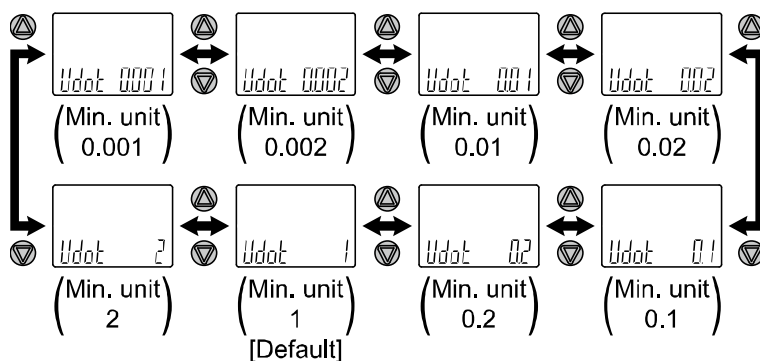 Udot 0.001
Udot 0.002
Udot 0.01
Udot 0.02
(Min. unit 0.001)
(Min. unit 0.002)
(Min. unit 0.01)
(Min. unit 0.02)
Udot 2
Udot 1
Udot 0.2
Udot 0.1
(Min. unit 2)
(Min. unit 1)
(Min. unit 0.2)
(Min. unit 0.1)
[Default]